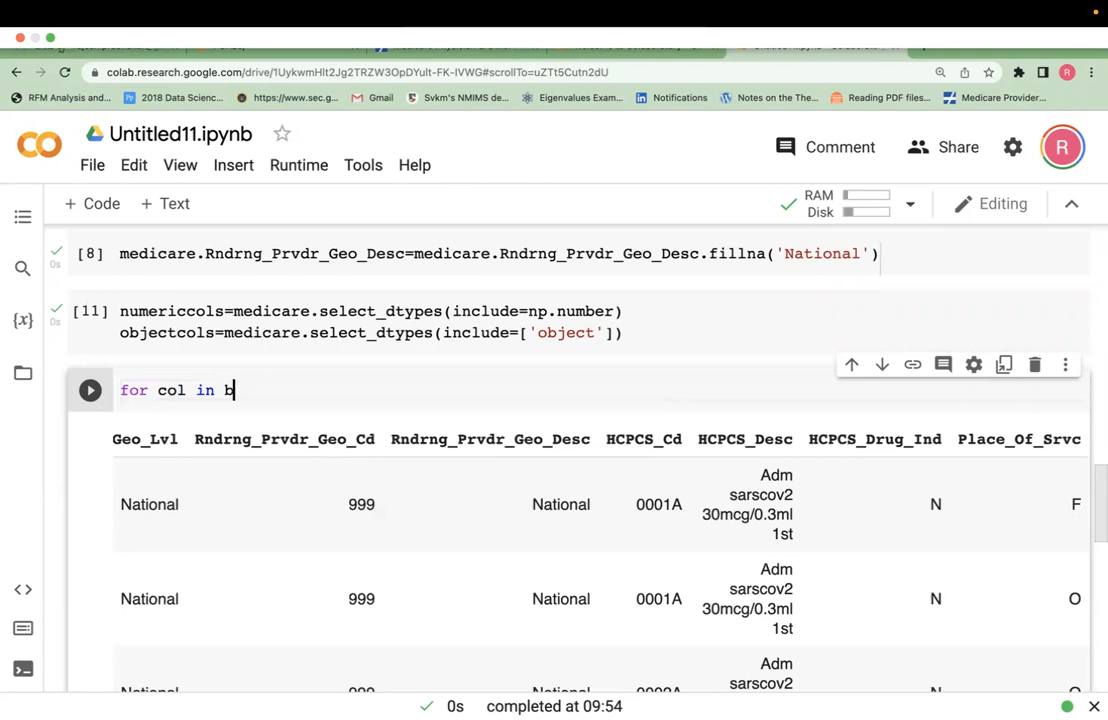 colab.research.google.com/drive/1UykwmHlt2Jg2TRZW3OpDYult-FK-IVWG#scrollTo=uZTt5Cutn2dU
RFM Analysis and... 2018 Data Scienc... https://www.sec.g... Gmail Svkm's NMIMS de... Eigenvalues Exam... Notifications Notes on the The... Reading PDF files... Medicare Provider...
Untitled11.ipynb
Comment Share R
File Edit View Insert Runtime Tools Help
+ Code + Text
RAM
Disk
Editing
[8] medicare.Rndrng_Prvdr_Geo_Desc=medicare.Rndrng_Prvdr_Geo_Desc.fillna('National')
0s
[11] numericcols=medicare.select_dtypes(include=np.number)
0s
objectcols=medicare.select_dtypes(include=['object'])
for col in b
Geo_Lvl Rndrng_Prvdr_Geo_Cd Rndrng_Prvdr_Geo_Desc HCPCS_Cd HCPCS_Desc HCPCS_Drug_Ind Place_Of_Srvc
Adm
sarscov2
National 999 National 0001A 30mcg/0.3ml N F
1st
Adm
sarscov2
National 999 National 0001A 30mcg/0.3ml N O
1st
Adm
sarscov2
0s completed at 09:54